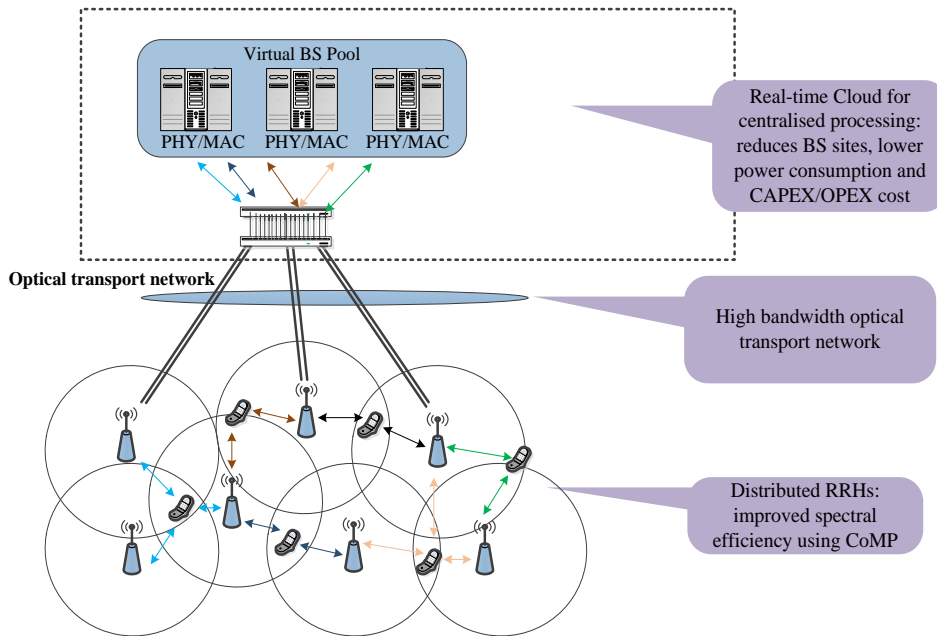 Virtual BS Pool
PHY/MAC PHY/MAC PHY/MAC
Real-time Cloud for
centralised processing:
reduces BS sites, lower
power consumption and
CAPEX/OPEX cost
Optical transport network
High bandwidth optical
transport network
Distributed RRHs:
improved spectral
efficiency using CoMP